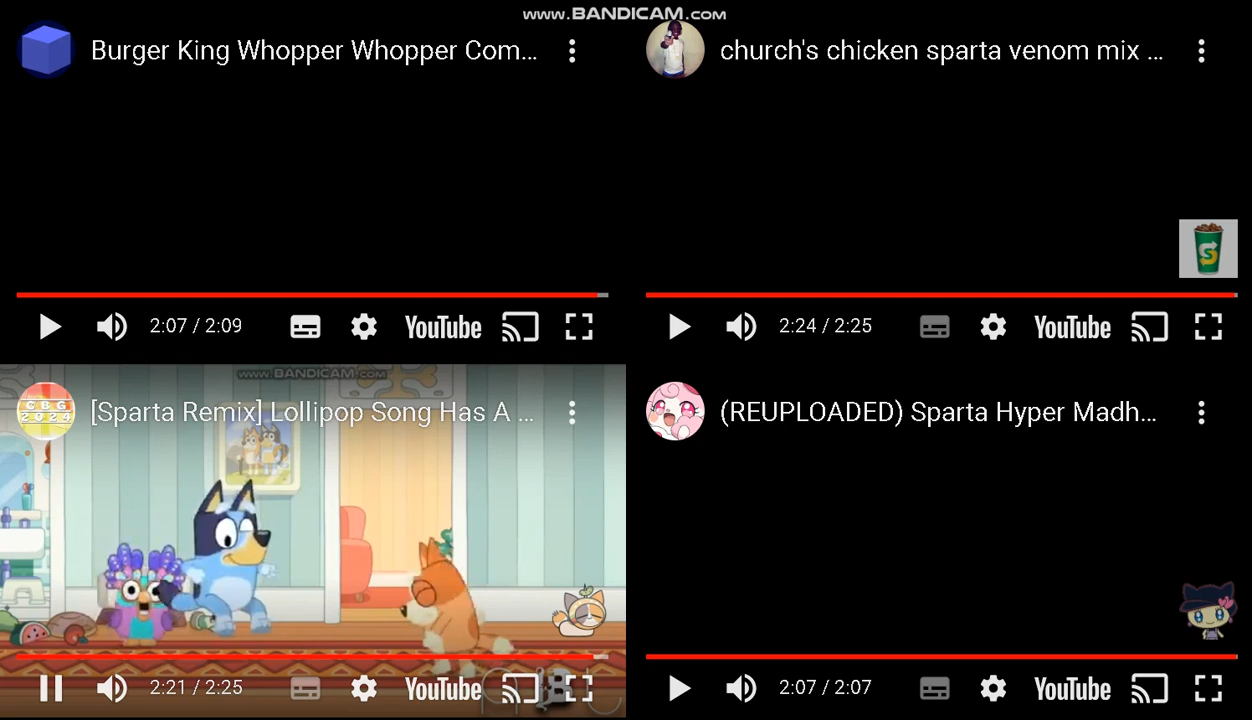 www.BANDICAM.com
Burger King Whopper Whopper Com...
church's chicken sparta venom mix ...
2:07 / 2:09
YouTube
2:24 / 2:25
YouTube
www.BANDICAM.com
CBG
2024
[Sparta Remix] Lollipop Song Has A ...
(REUPLOADED) Sparta Hyper Madh...
2:21 / 2:25
YouTube
2:07 / 2:07
YouTube